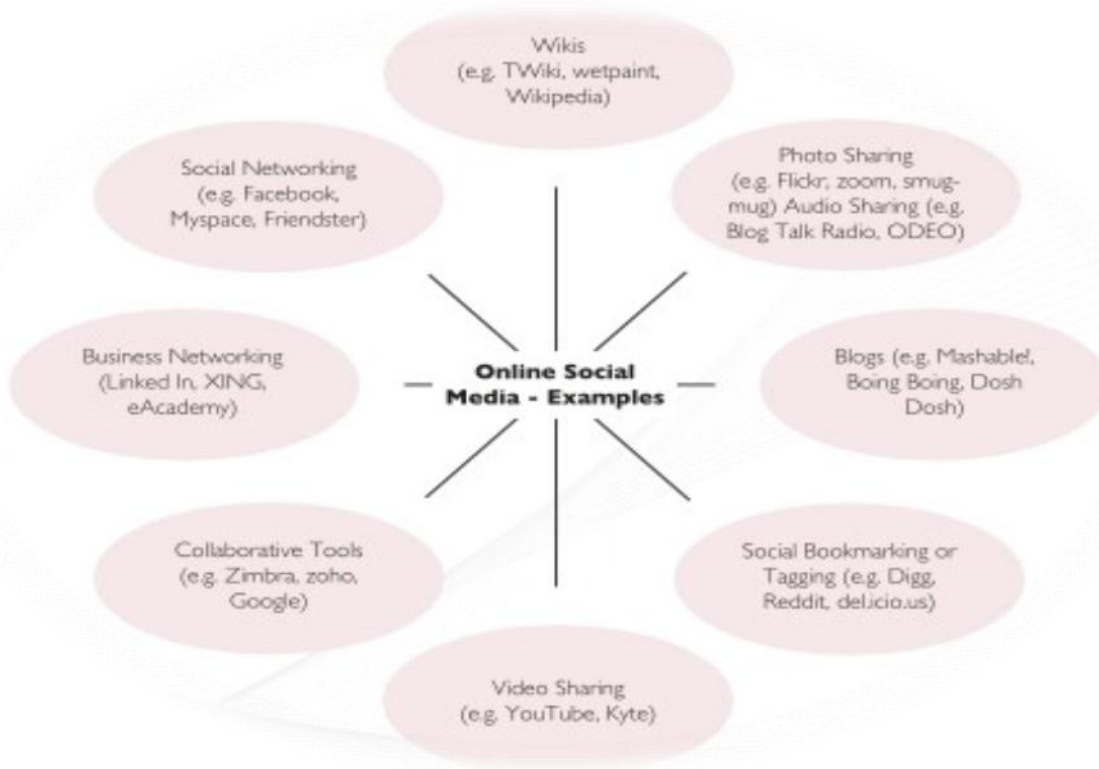 Wikis
(e.g. TWiki, wetpaint,
Wikipedia)
Social Networking
(e.g. Facebook,
Myspace, Friendster)
Photo Sharing
(e.g. Flickr, zoom, smug-
mug) Audio Sharing (e.g.
Blog Talk Radio, ODEO)
Business Networking
(Linked In, XING,
eAcademy)
Online Social
Media - Examples
Blogs (e.g. Mashable!,
Boing Boing, Dosh
Dosh)
Collaborative Tools
(e.g. Zimbra, zoho,
Google)
Social Bookmarking or
Tagging (e.g. Digg,
Reddit, del.icio.us)
Video Sharing
(e.g. YouTube, Kyte)